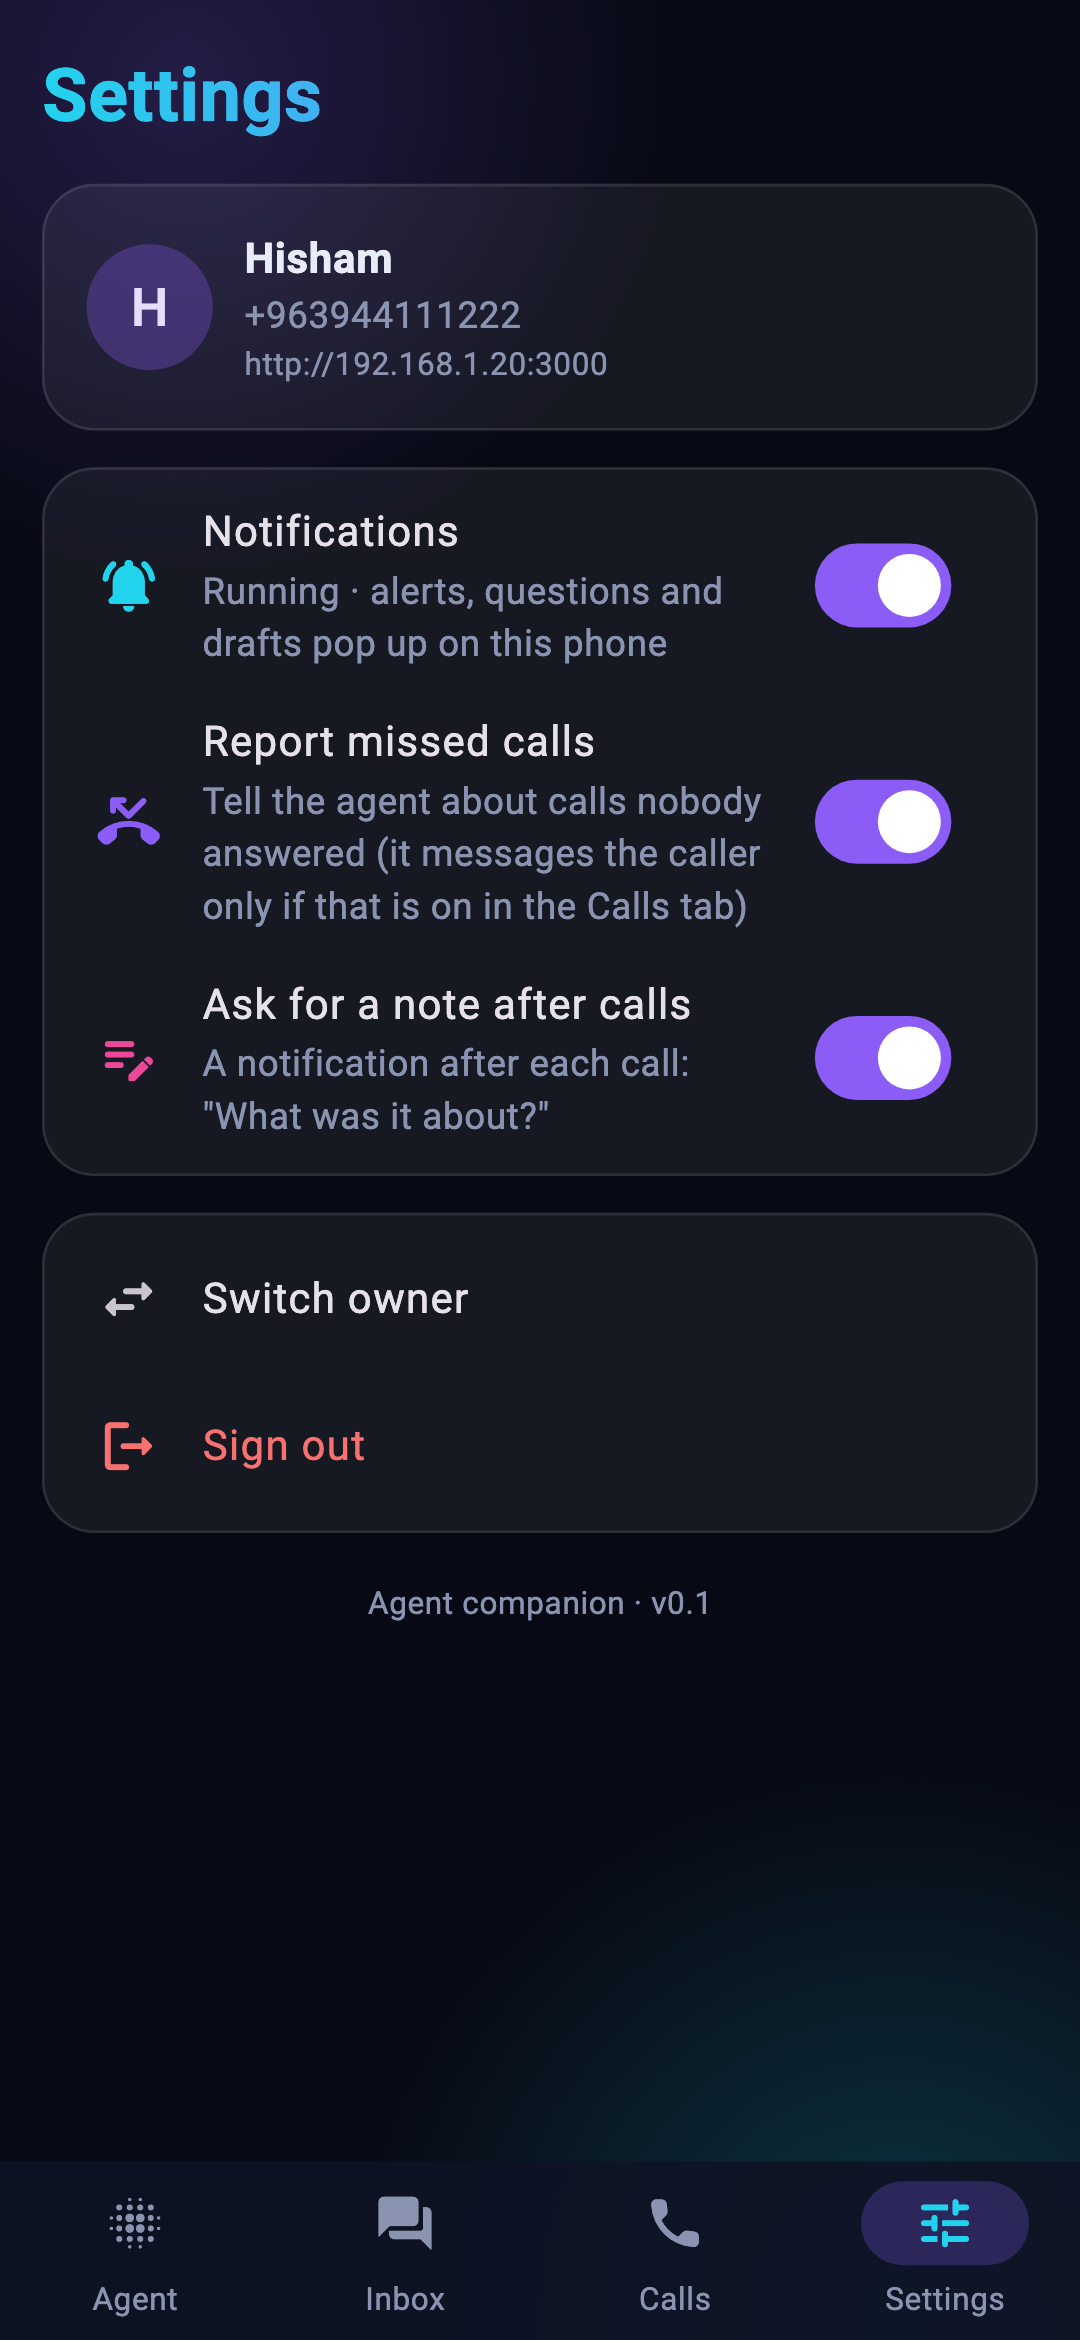 Settings
H
Hisham
+963944111222
http://192.168.1.20:3000
Notifications
Running · alerts, questions and
drafts pop up on this phone
Report missed calls
Tell the agent about calls nobody
answered (it messages the caller
only if that is on in the Calls tab)
Ask for a note after calls
A notification after each call:
"What was it about?"
Switch owner
Sign out
Agent companion · v0.1
Agent
Inbox
Calls
Settings